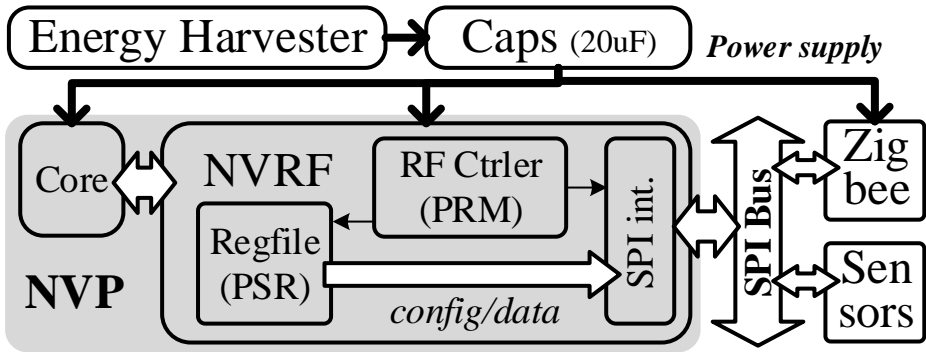 Energy Harvester
Caps (20uF)
Power supply
Core
NVRF
RF Ctrler
(PRM)
Regfile
(PSR)
config/data
SPI int.
NVP
SPI Bus
Zig
bee
Sen
sors